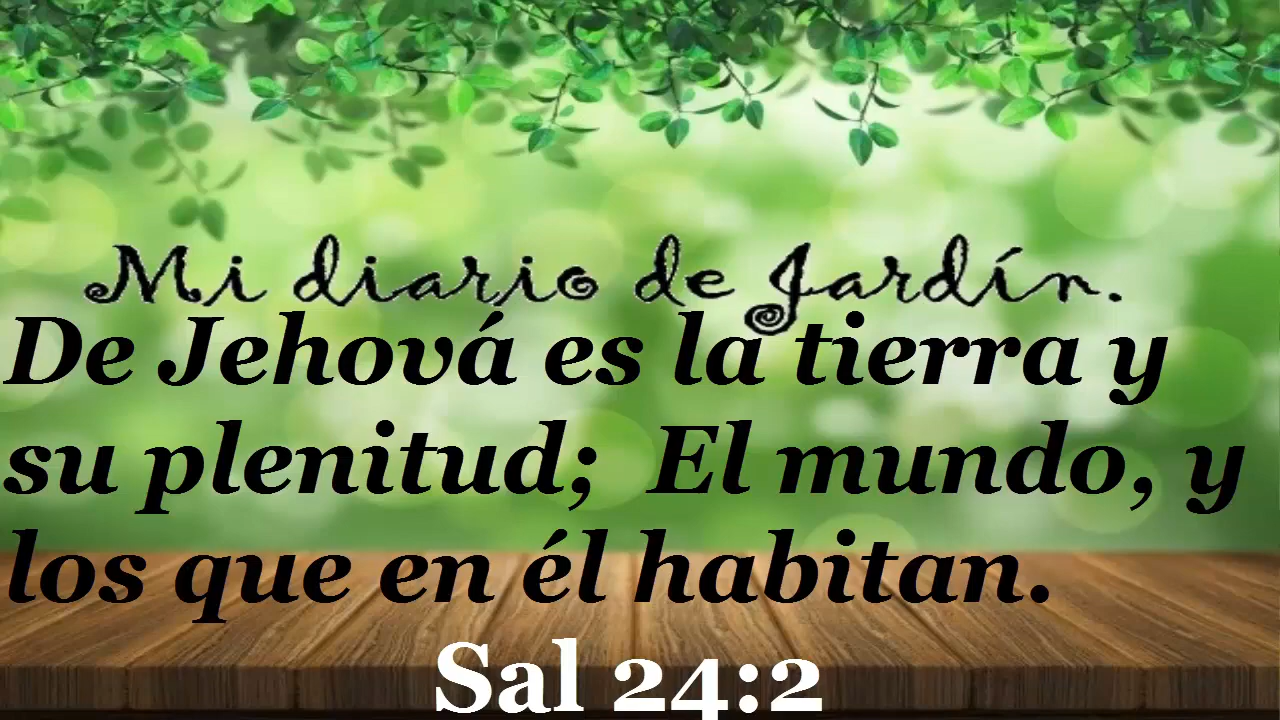 Mi diario de Jardín.
De Jehová es la tierra y
su plenitud; El mundo, y
los que en él habitan.
Sal 24:2